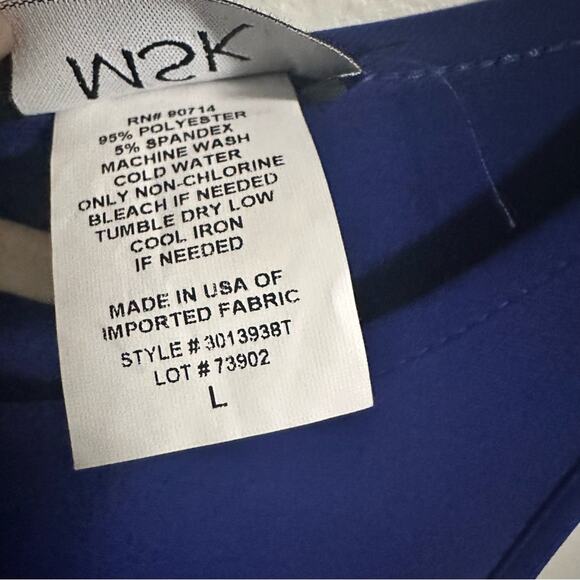 MSK
RN# 90714
95% POLYESTER
5% SPANDEX
MACHINE WASH
COLD WATER
ONLY NON-CHLORINE
BLEACH IF NEEDED
TUMBLE DRY LOW
COOL IRON
IF NEEDED
MADE IN USA OF
IMPORTED FABRIC
STYLE # 3013938T
LOT # 73902
L